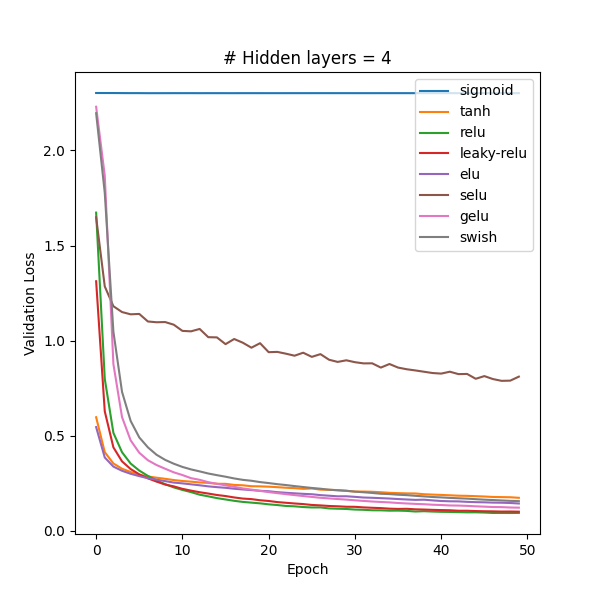 # Hidden layers = 4
Validation Loss
2.0
1.5
1.0
0.5
0.0
sigmoid
tanh
relu
leaky-relu
elu
selu
gelu
swish
0 10 20 30 40 50
Epoch